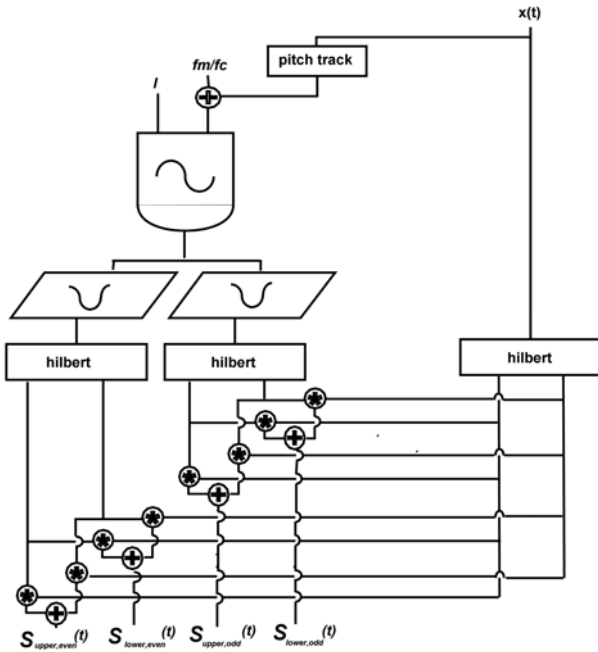 x(t)
pitch track
fm/fc
I
hilbert
hilbert
hilbert
S upper,even (t)
S lower,even (t)
S upper,odd (t)
S lower,odd (t)